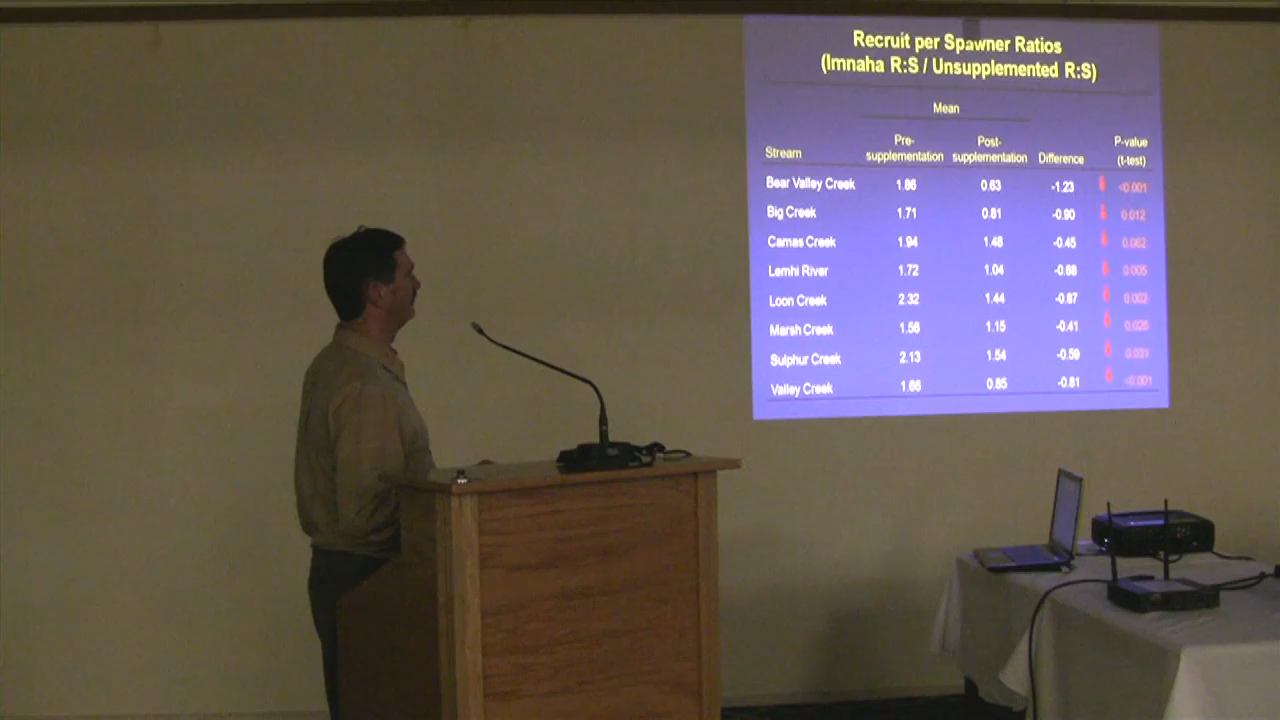 Recruit per Spawner Ratios
(Imnaha R:S / Unsupplemented R:S)
Mean
Stream Pre-supplementation Post-supplementation Difference P-value (t-test)
Bear Valley Creek 1.86 0.63 -1.23 <0.001
Big Creek 1.71 0.81 -0.90 0.012
Camas Creek 1.94 1.48 -0.45 0.062
Lemhi River 1.72 1.04 -0.68 0.005
Loon Creek 2.32 1.44 -0.87 0.002
Marsh Creek 1.56 1.15 -0.41
Sulphur Creek 2.13 1.54 -0.59
Valley Creek 1.66 0.85 -0.81 <0.001